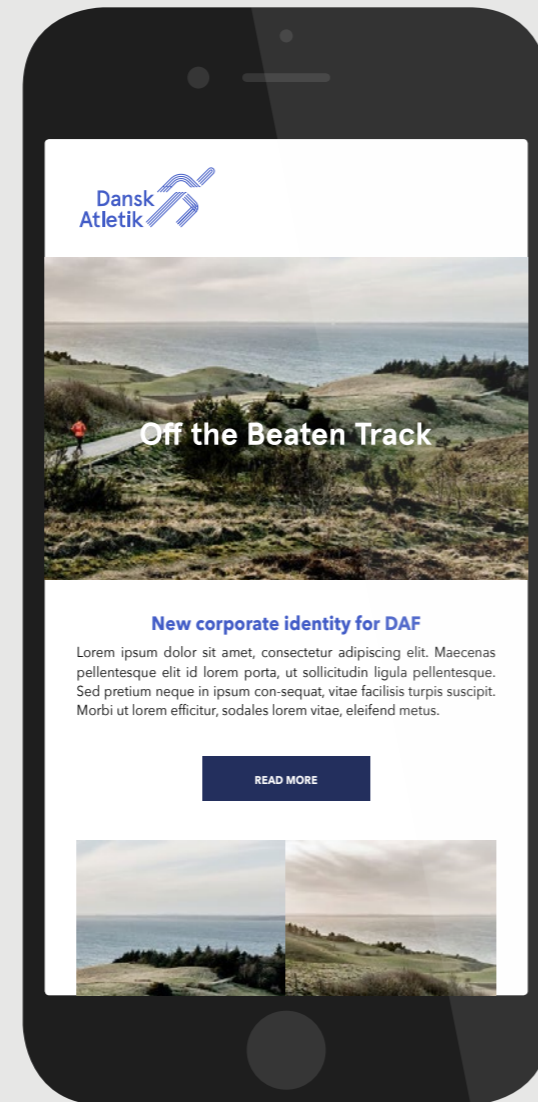 Dansk
Atletik
Off the Beaten Track
New corporate identity for DAF
Lorem ipsum dolor sit amet, consectetur adipiscing elit. Maecenas
pellentesque elit id lorem porta, ut sollicitudin ligula pellentesque.
Sed pretium neque in ipsum con-sequat, vitae facilisis turpis suscipit.
Morbi ut lorem efficitur, sodales lorem vitae, eleifend metus.
READ MORE